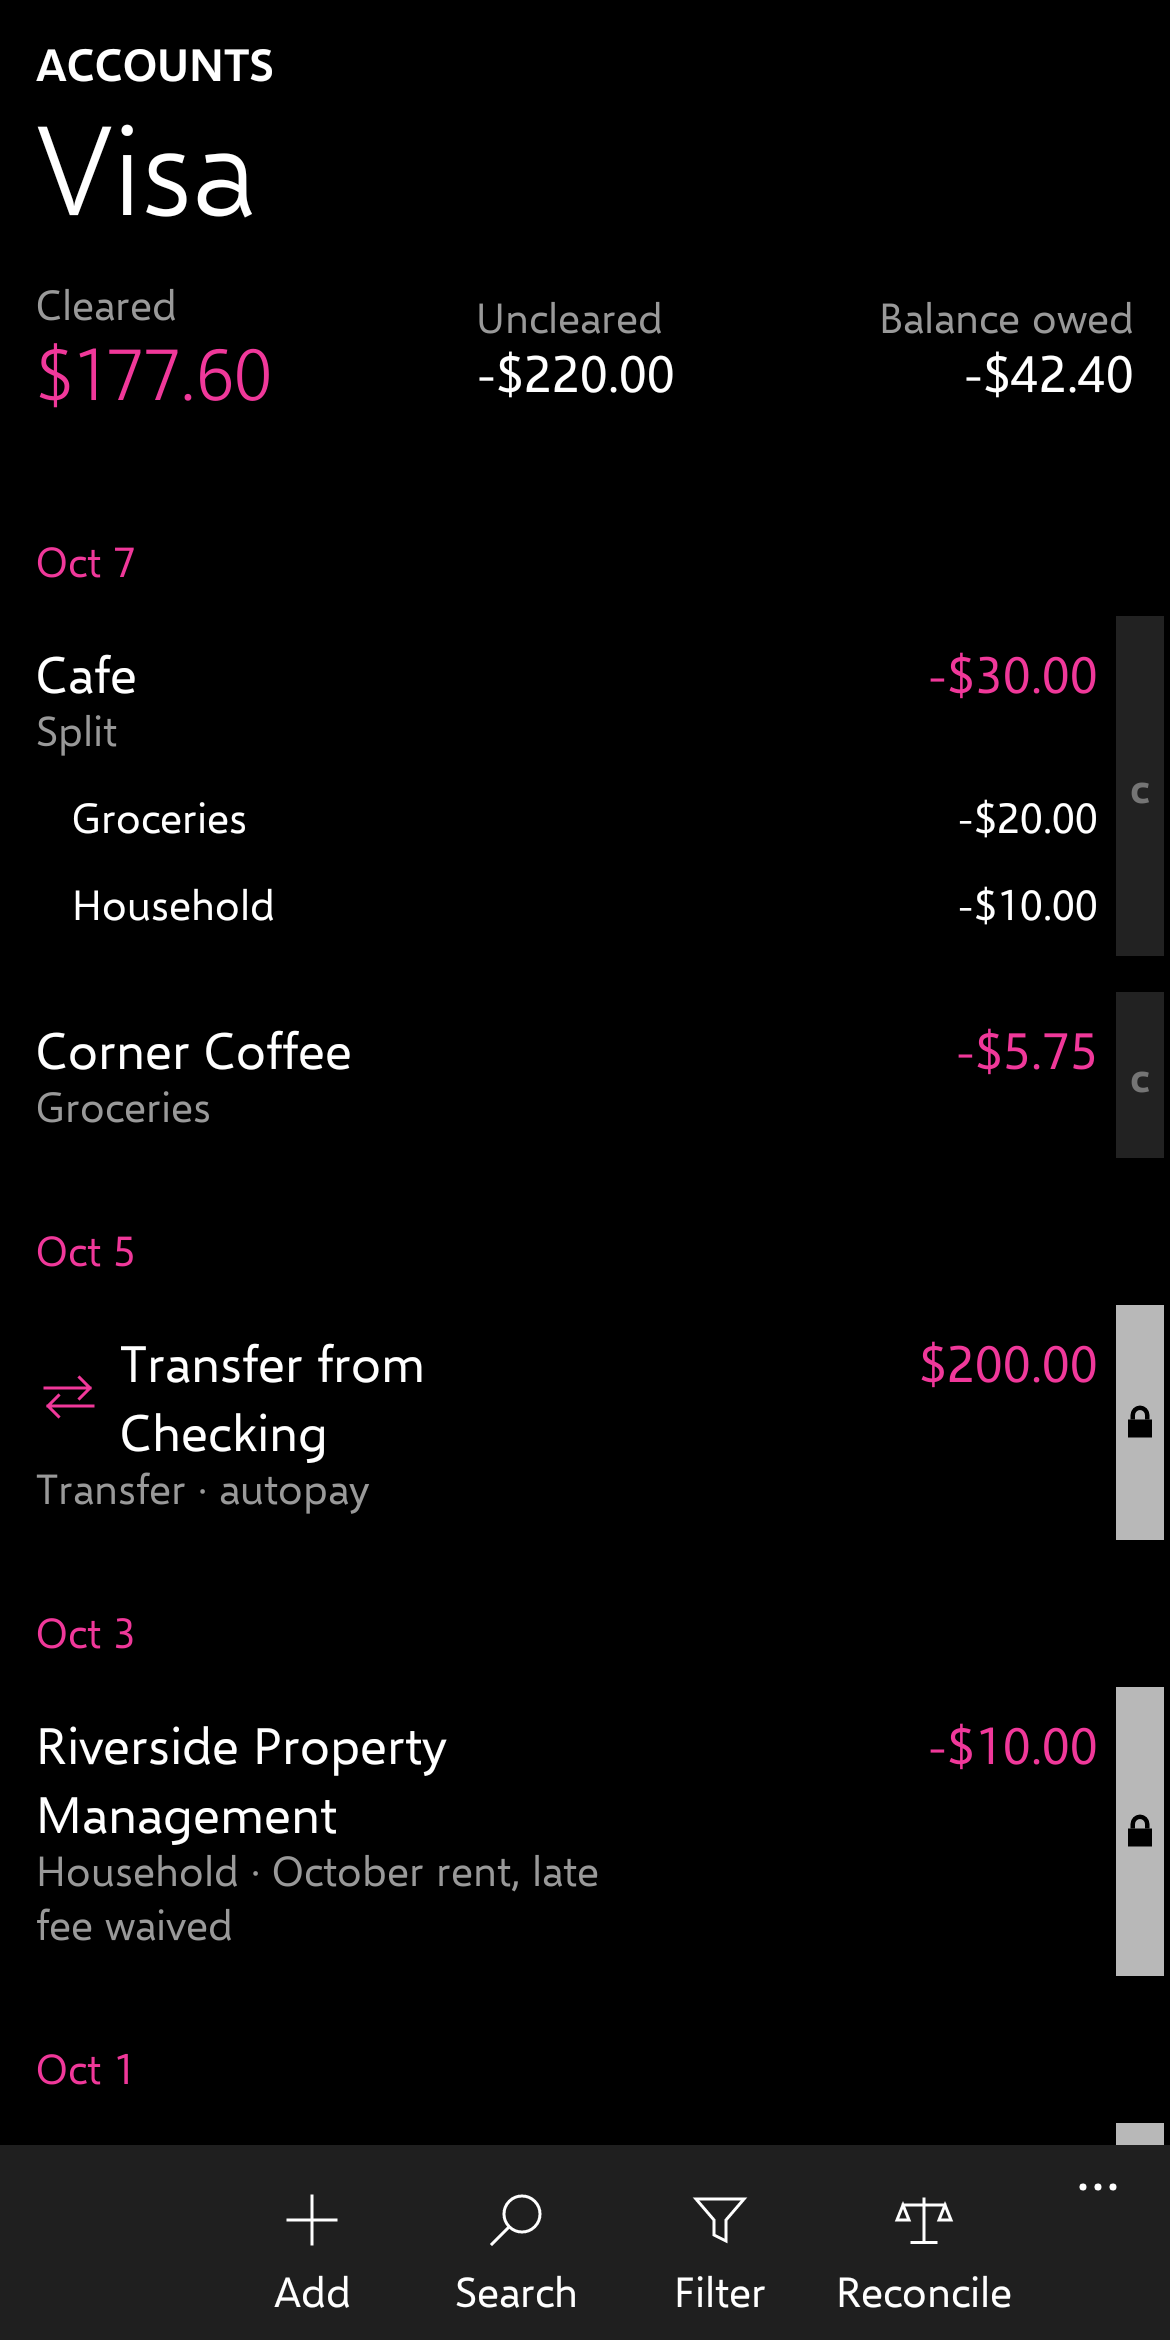 ACCOUNTS
Visa
Cleared
$177.60
Uncleared
-$220.00
Balance owed
-$42.40
Oct 7
Cafe
-$30.00
Split
Groceries
-$20.00
Household
-$10.00
C
Corner Coffee
-$5.75
Groceries
C
Oct 5
Transfer from
Checking
$200.00
Transfer · autopay
Oct 3
Riverside Property
Management
-$10.00
Household · October rent, late
fee waived
Oct 1
Add
Search
Filter
Reconcile